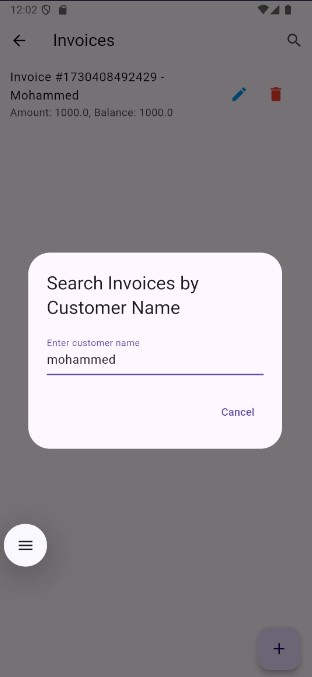 12:02
Invoices
Invoice #1730408492429 -
Mohammed
Amount: 1000.0, Balance: 1000.0
Search Invoices by
Customer Name
Enter customer name
mohammed
Cancel